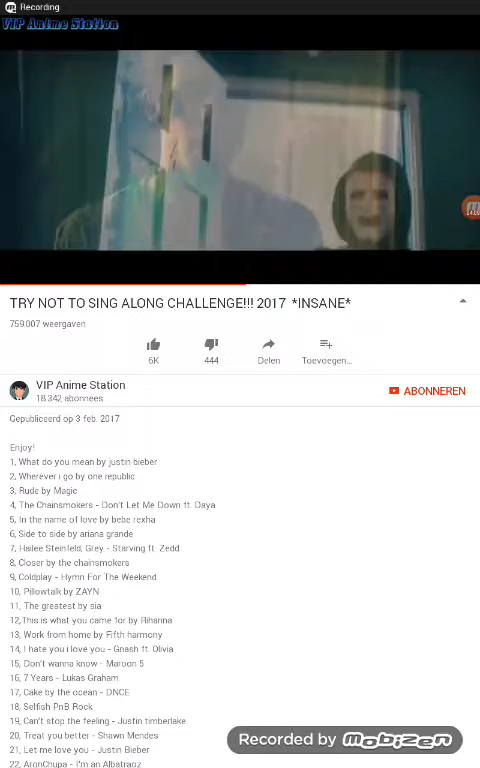 Recording
VIP Anime Station
04:09
TRY NOT TO SING ALONG CHALLENGE!!! 2017 *INSANE*
759.007 weergaven
6K
444
Delen
Toevoegen...
VIP Anime Station
18.342 abonnees
ABONNEREN
Gepubliceerd op 3 feb. 2017
Enjoy!
1, What do you mean by justin bieber
2, Wherever i go by one republic
3, Rude by Magic
4, The Chainsmokers - Don't Let Me Down ft. Daya
5, In the name of love by bebe rexha
6, Side to side by ariana grande
7, Hailee Steinfeld, Grey - Starving ft. Zedd
8, Closer by the chainsmokers
9, Coldplay - Hymn For The Weekend
10, Pillowtalk by ZAYN
11, The greatest by sia
12,This is what you came for by Rihanna
13, Work from home by Fifth harmony
14, I hate you i love you - Gnash ft. Olivia
15, Don't wanna know - Maroon 5
16, 7 Years - Lukas Graham
17, Cake by the ocean - DNCE
18, Selfish PnB Rock
19, Can't stop the feeling - Justin timberlake
20, Treat you better - Shawn Mendes
21, Let me love you - Justin Bieber
22, AronChupa - I'm an Albatraoz
Recorded by Mobizen